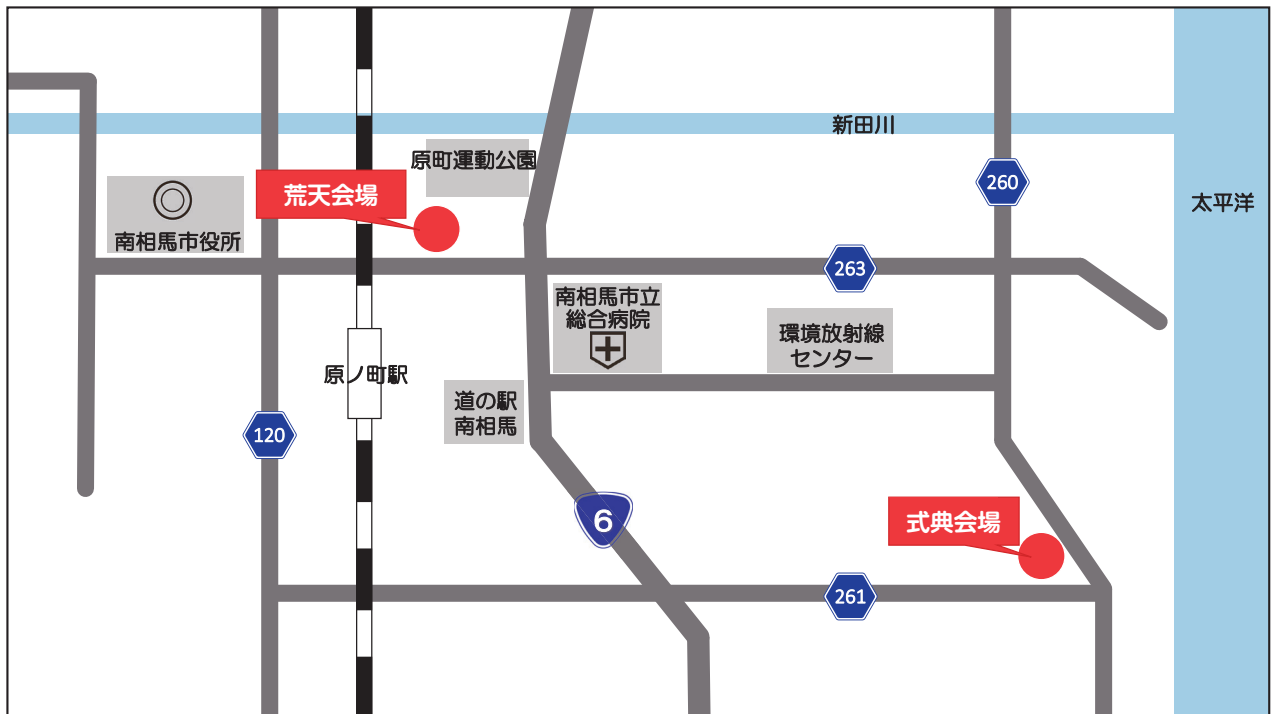 新田川
原町運動公園
260
荒天会場
太平洋
南相馬市役所
263
南相馬市立
総合病院
環境放射線
センター
原ノ町駅
道の駅
南相馬
120
6
式典会場
261